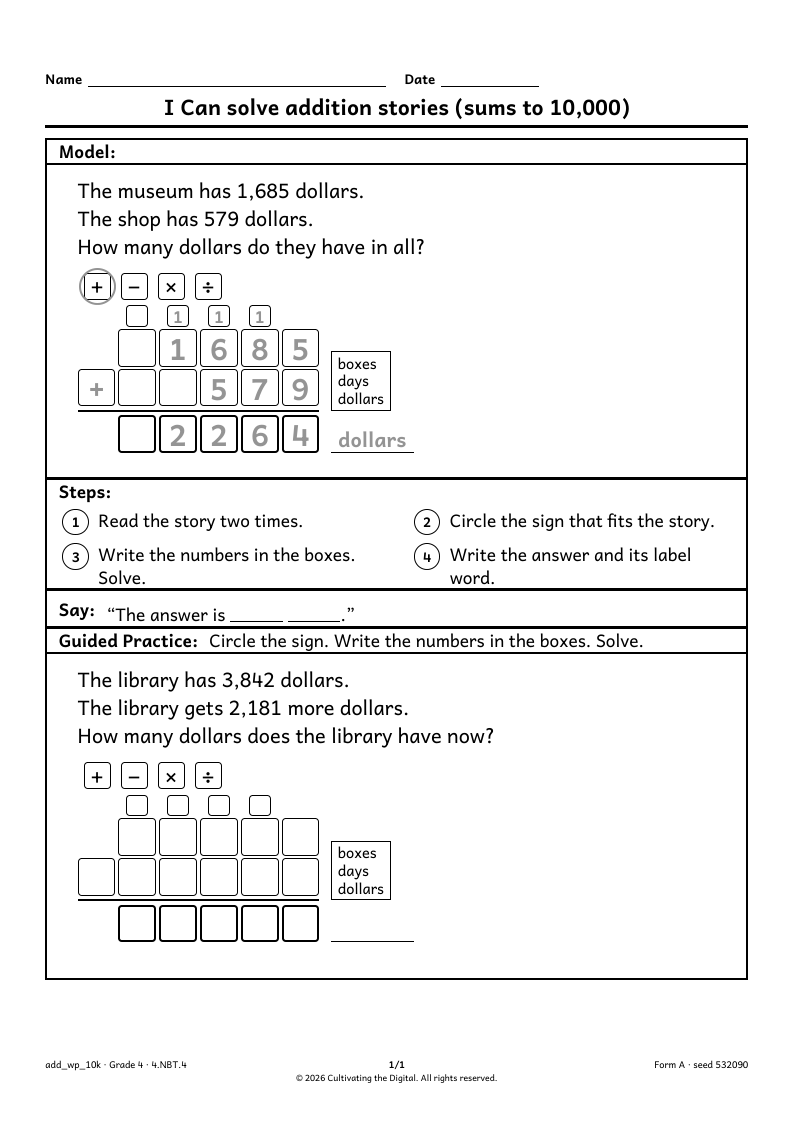 Name Date
I Can solve addition stories (sums to 10,000)
Model:
The museum has 1,685 dollars.
The shop has 579 dollars.
How many dollars do they have in all?
+ − × ÷
1 1 1
1 6 8 5
+ 5 7 9
boxes
days
dollars
2 2 6 4 dollars
Steps:
1 Read the story two times.
2 Circle the sign that fits the story.
3 Write the numbers in the boxes.
Solve.
4 Write the answer and its label
word.
Say: “The answer is ______ ______.”
Guided Practice: Circle the sign. Write the numbers in the boxes. Solve.
The library has 3,842 dollars.
The library gets 2,181 more dollars.
How many dollars does the library have now?
+ − × ÷
boxes
days
dollars
add_wp_10k · Grade 4 · 4.NBT.4 1/1 Form A · seed 532090
© 2026 Cultivating the Digital. All rights reserved.